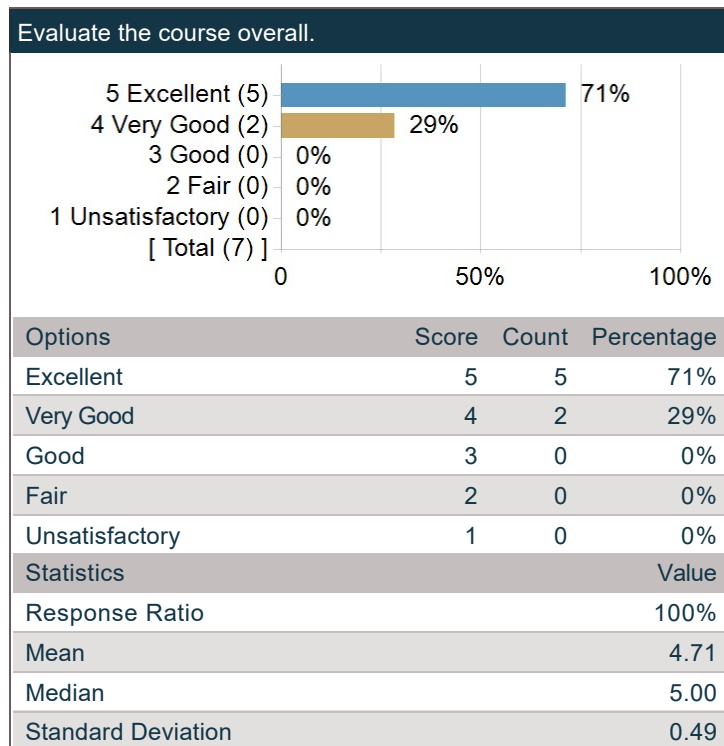 Evaluate the course overall.
5 Excellent (5) 71%
4 Very Good (2) 29%
3 Good (0) 0%
2 Fair (0) 0%
1 Unsatisfactory (0) 0%
[ Total (7) ]
0 50% 100%
Options Score Count Percentage
Excellent 5 5 71%
Very Good 4 2 29%
Good 3 0 0%
Fair 2 0 0%
Unsatisfactory 1 0 0%
Statistics Value
Response Ratio 100%
Mean 4.71
Median 5.00
Standard Deviation 0.49